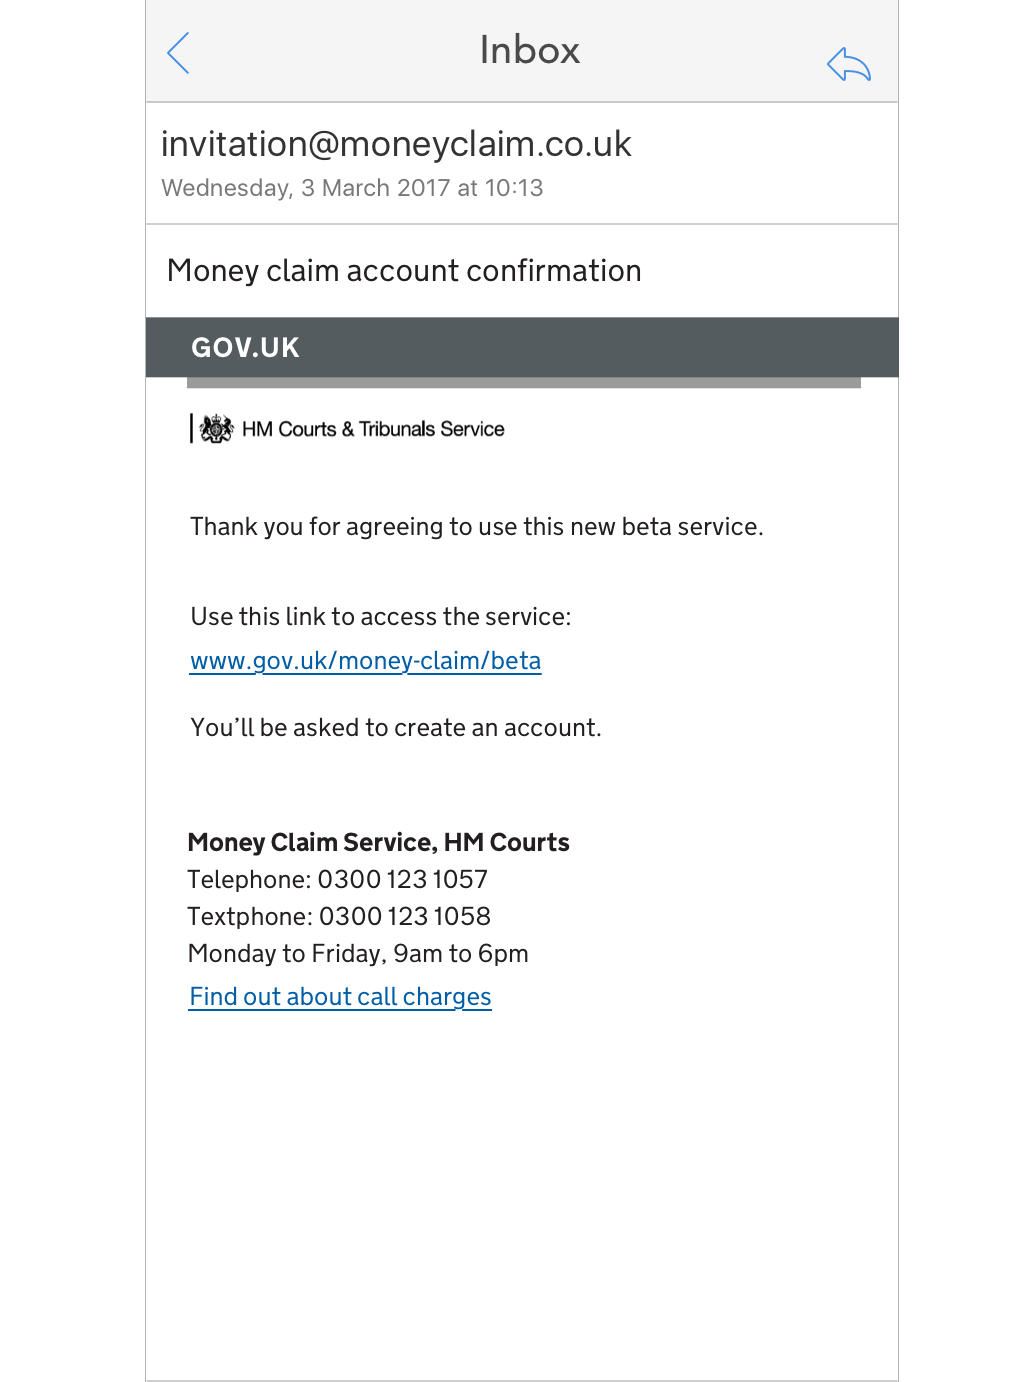 Inbox
invitation@moneyclaim.co.uk
Wednesday, 3 March 2017 at 10:13
Money claim account confirmation
GOV.UK
HM Courts & Tribunals Service
Thank you for agreeing to use this new beta service.
Use this link to access the service:
www.gov.uk/money-claim/beta
You’ll be asked to create an account.
Money Claim Service, HM Courts
Telephone: 0300 123 1057
Textphone: 0300 123 1058
Monday to Friday, 9am to 6pm
Find out about call charges